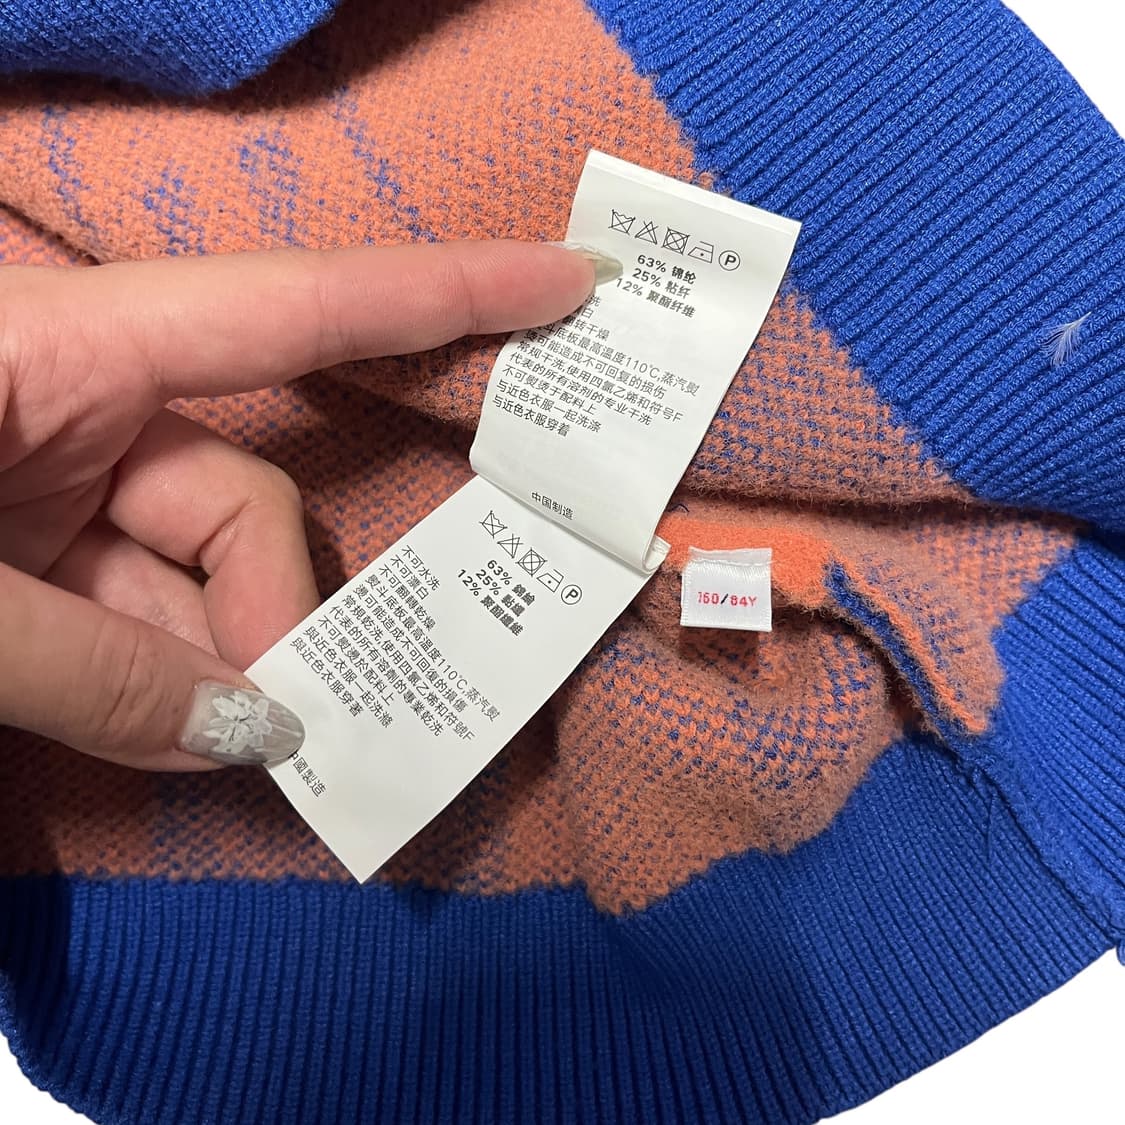 P
63% 锦纶
25% 粘纤
12% 聚酯纤维
洗
白
翻转干燥
熨斗底板最高温度110℃,蒸汽熨
烫可能造成不可回复的损伤
常规干洗,使用四氯乙烯和符号F
代表的所有溶剂的专业干洗
不可熨烫于配料上
与近色衣服一起洗涤
与近色衣服穿着
中国制造
P
63% 錦綸
25% 黏纖
12% 聚酯纖維
不可水洗
不可漂白
不可翻轉乾燥
熨斗底板最高溫度110℃,蒸汽熨
燙可能造成不可回復的損傷
常規乾洗,使用四氯乙烯和符號F
代表的所有溶劑的專業乾洗
不可熨燙於配料上
與近色衣服一起洗滌
與近色衣服穿著
中國製造
160/84Y